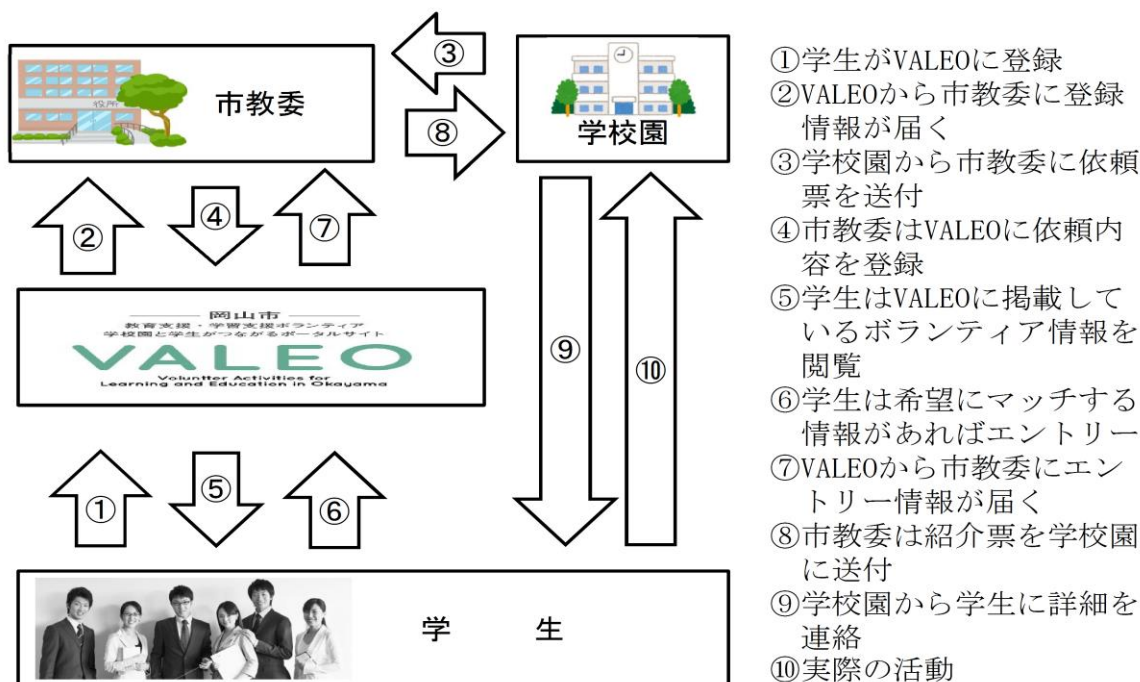 ③
市教委
役所
⑧
学校園
②
④
⑦
岡山市
教育支援・学習支援ボランティア
学校園と学生がつながるポータルサイト
VALEO
Voluntter Activities for
Learning and Education in Okayama
⑨
⑩
①
⑤
⑥
学 生
①学生がVALEOに登録
②VALEOから市教委に登録
情報が届く
③学校園から市教委に依頼
票を送付
④市教委はVALEOに依頼内
容を登録
⑤学生はVALEOに掲載して
いるボランティア情報を
閲覧
⑥学生は希望にマッチする
情報があればエントリー
⑦VALEOから市教委にエン
トリー情報が届く
⑧市教委は紹介票を学校園
に送付
⑨学校園から学生に詳細を
連絡
⑩実際の活動